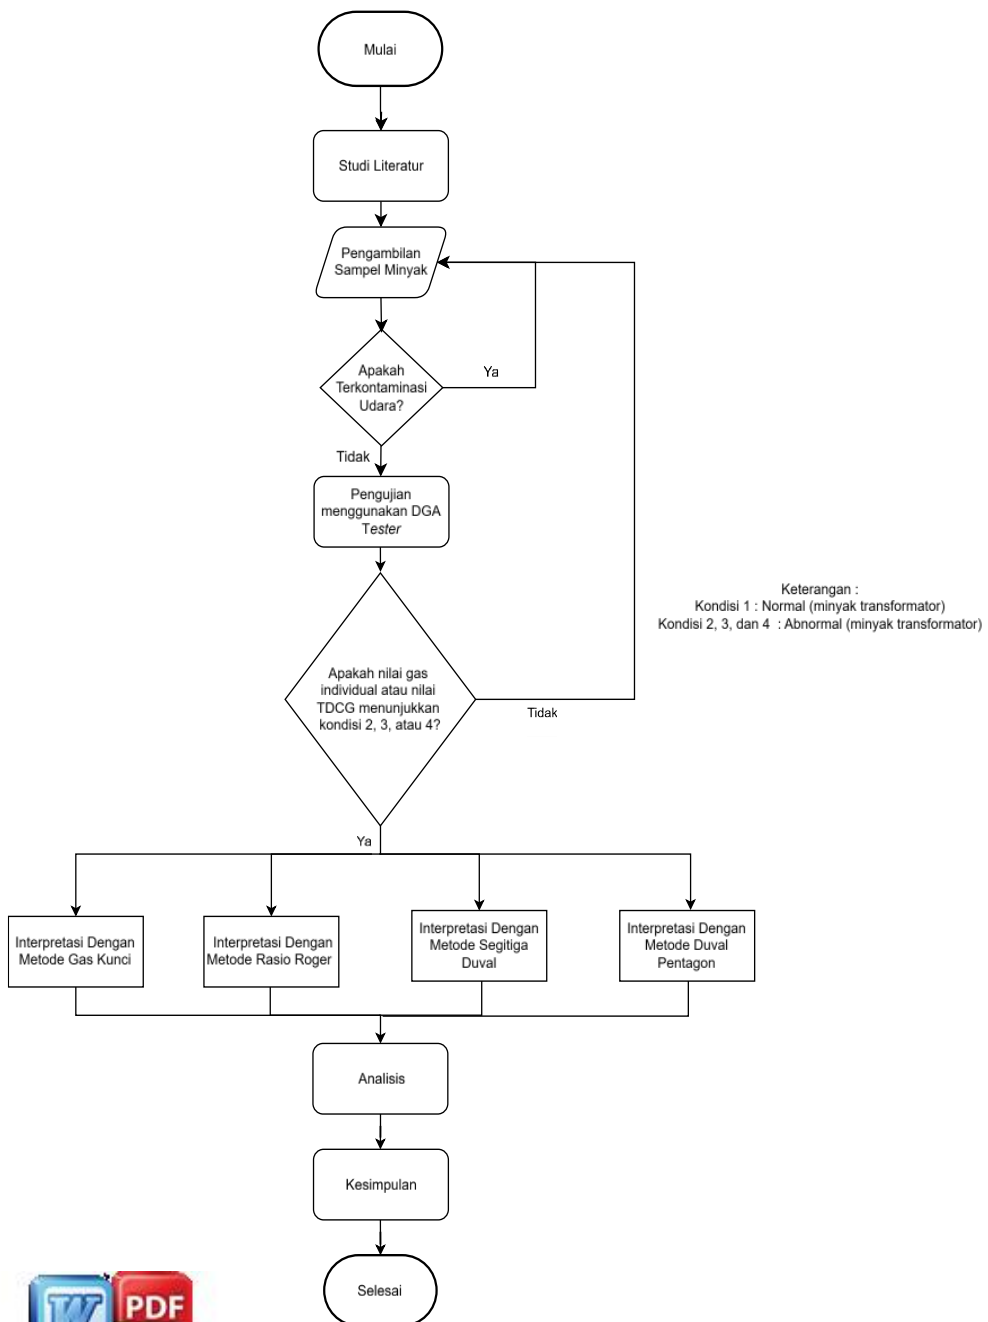 Mulai
Studi Literatur
Pengambilan
Sampel Minyak
Apakah
Terkontaminasi
Udara?
Ya
Tidak
Pengujian
menggunakan DGA
Tester
Keterangan :
Kondisi 1 : Normal (minyak transformator)
Kondisi 2, 3, dan 4 : Abnormal (minyak transformator)
Apakah nilai gas
individual atau nilai
TDCG menunjukkan
kondisi 2, 3, atau 4?
Tidak
Ya
Interpretasi Dengan
Metode Gas Kunci
Interpretasi Dengan
Metode Rasio Roger
Interpretasi Dengan
Metode Segitiga
Duval
Interpretasi Dengan
Metode Duval
Pentagon
Analisis
Kesimpulan
Selesai
W
PDF